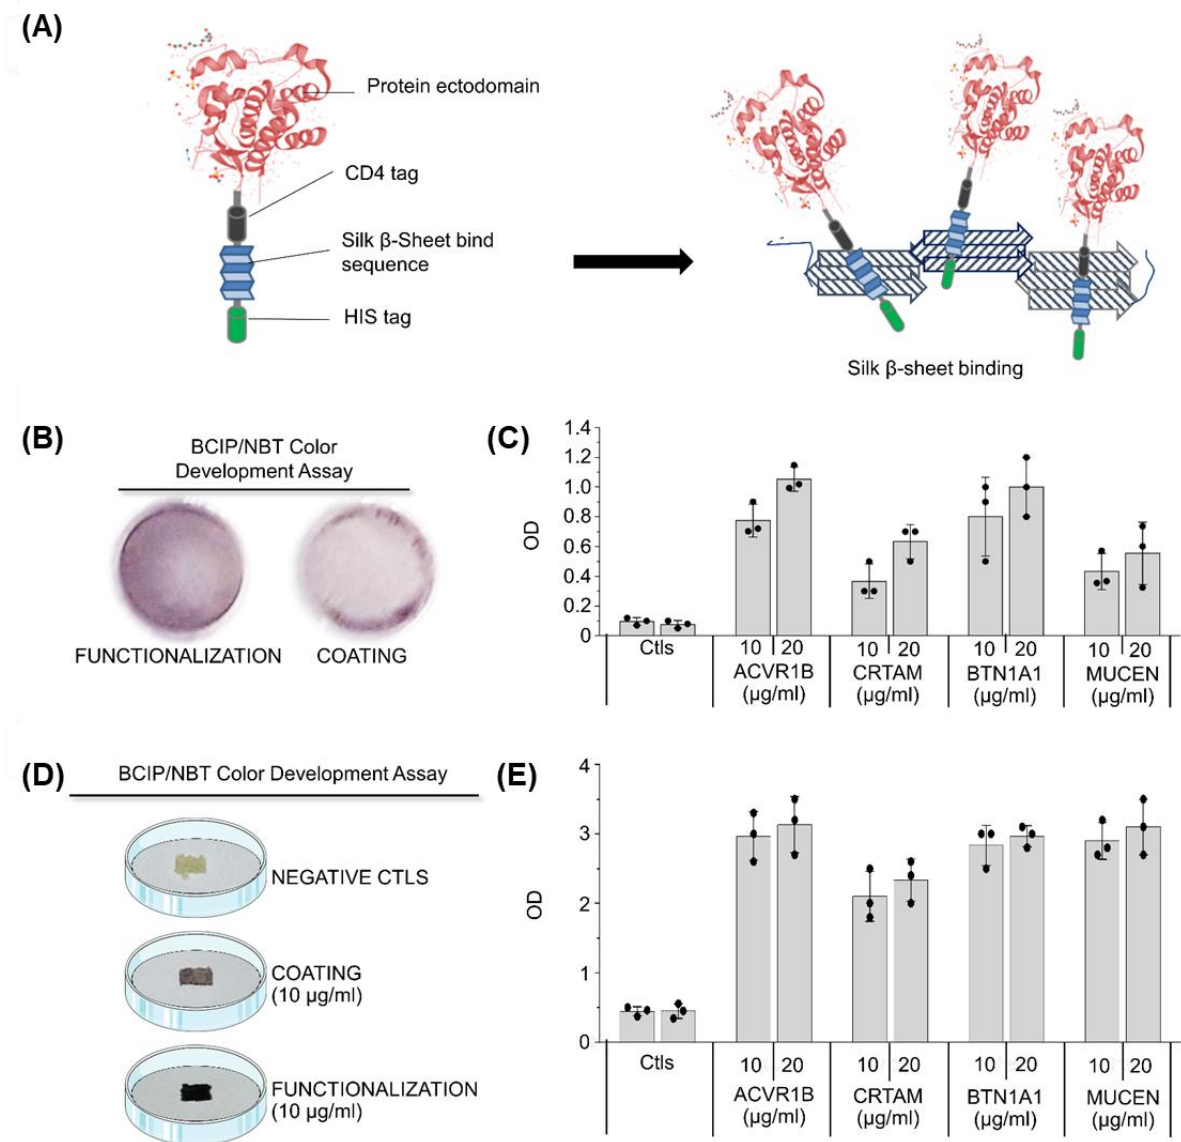 (A)
Protein ectodomain
CD4 tag
Silk β-Sheet bind
sequence
HIS tag
Silk β-sheet binding
(B)
BCIP/NBT Color
Development Assay
FUNCTIONALIZATION
COATING
(C)
OD
1.4
1.2
1.0
0.8
0.6
0.4
0.2
0
Ctls
10 20
ACVR1B
(µg/ml)
10 20
CRTAM
(µg/ml)
10 20
BTN1A1
(µg/ml)
10 20
MUCEN
(µg/ml)
(D)
BCIP/NBT Color Development Assay
NEGATIVE CTLS
COATING
(10 µg/ml)
FUNCTIONALIZATION
(10 µg/ml)
(E)
OD
4
3
2
1
0
Ctls
10 20
ACVR1B
(µg/ml)
10 20
CRTAM
(µg/ml)
10 20
BTN1A1
(µg/ml)
10 20
MUCEN
(µg/ml)